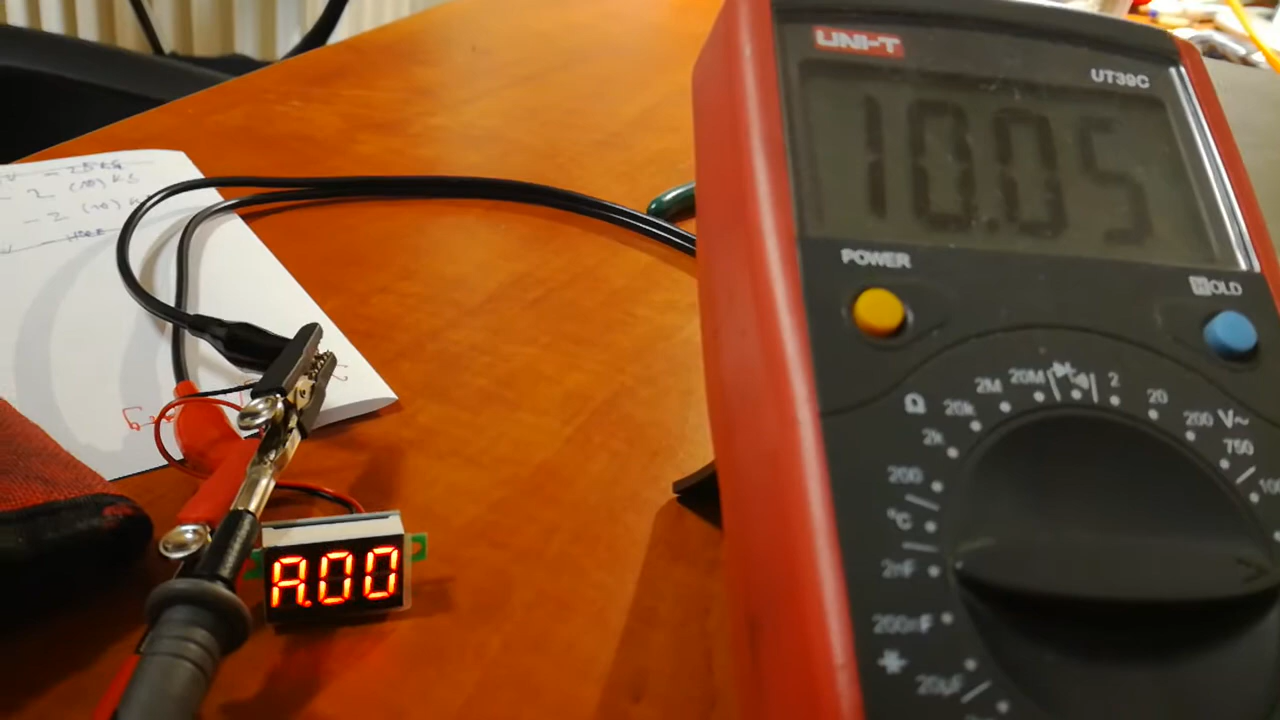 UNI-T
UT39C
10.05
POWER
HOLD
2M
20M
2
20
Ω
20k
200
V~
2k
750
200
°C
2nF
200nF
20μF
A.00